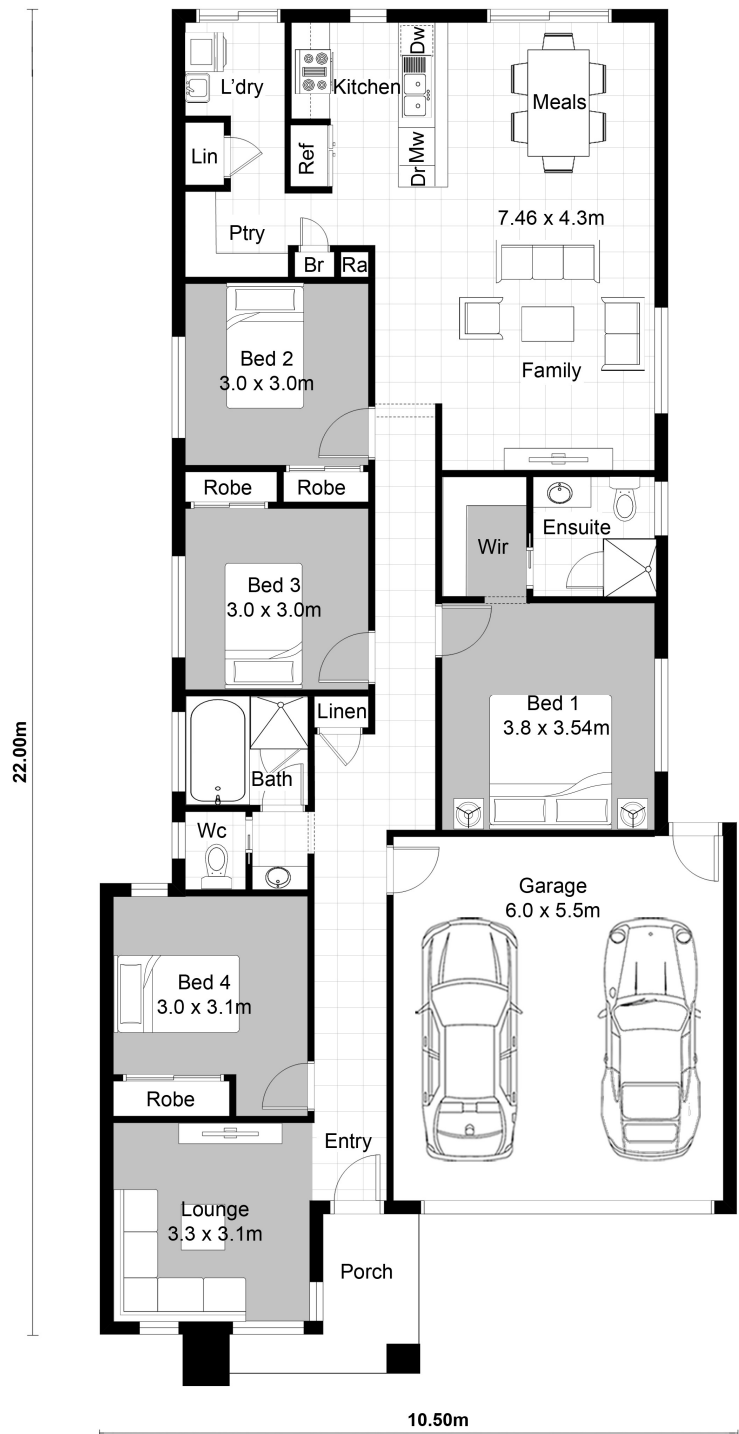 Dw
L'dry
Kitchen
Meals
Lin
Ref
Mw
Dr
Ptry
7.46 x 4.3m
Br
Ra
Bed 2
3.0 x 3.0m
Family
Robe
Robe
Ensuite
Wir
Bed 3
3.0 x 3.0m
Linen
Bed 1
3.8 x 3.54m
22.00m
Bath
Wc
Garage
6.0 x 5.5m
Bed 4
3.0 x 3.1m
Robe
Entry
Lounge
3.3 x 3.1m
Porch
10.50m